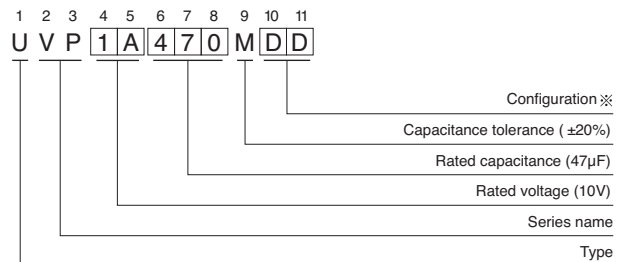 1 2 3 4 5 6 7 8 9 10 11
U V P 1 A 4 7 0 M D D
Configuration ※
Capacitance tolerance ( ±20%)
Rated capacitance (47µF)
Rated voltage (10V)
Series name
Type